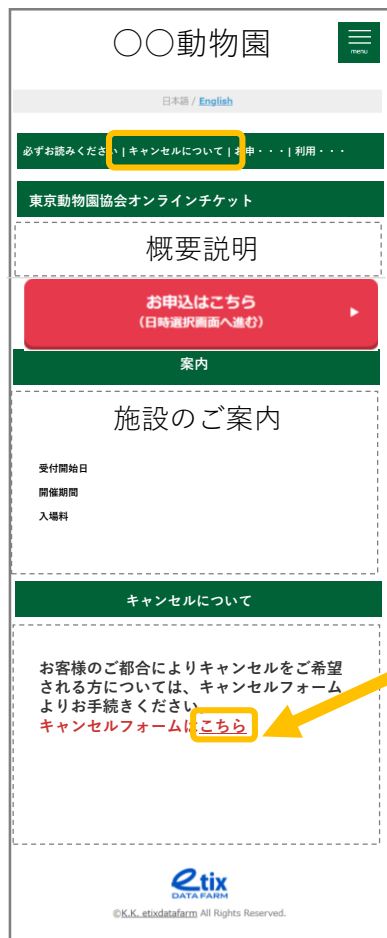 〇〇動物園
menu
日本語 / English
必ずお読みください | キャンセルについて | お申・・・| 利用・・・
東京動物園協会オンラインチケット
概要説明
お申込はこちら
(日時選択画面へ進む)
案内
施設のご案内
受付開始日
開催期間
入場料
キャンセルについて
お客様のご都合によりキャンセルをご希望
される方については、キャンセルフォーム
よりお手続きください。
キャンセルフォームはこちら
etix
DATA FARM
©K.K. etixdatafarm All Rights Reserved.